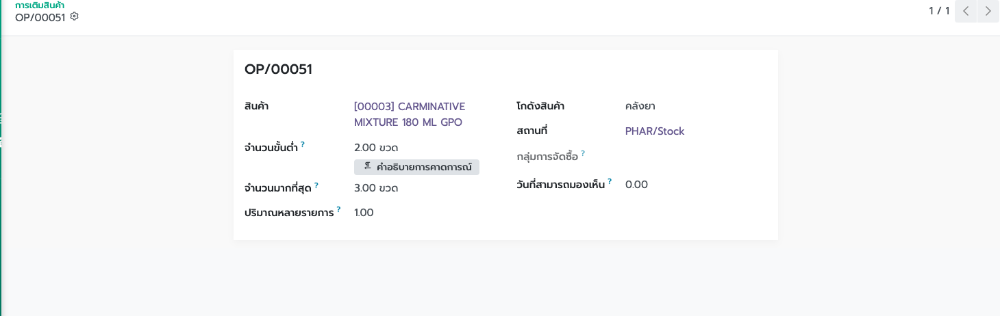 การเติมสินค้า
OP/00051
1 / 1
OP/00051
สินค้า
[00003] CARMINATIVE
MIXTURE 180 ML GPO
จำนวนขั้นต่ำ ?
2.00 ขวด
คำอธิบายการคาดการณ์
จำนวนมากที่สุด ?
3.00 ขวด
ปริมาณหลายรายการ ?
1.00
โกดังสินค้า
คลังยา
สถานที่
PHAR/Stock
กลุ่มการจัดซื้อ ?
วันที่สามารถมองเห็น ?
0.00